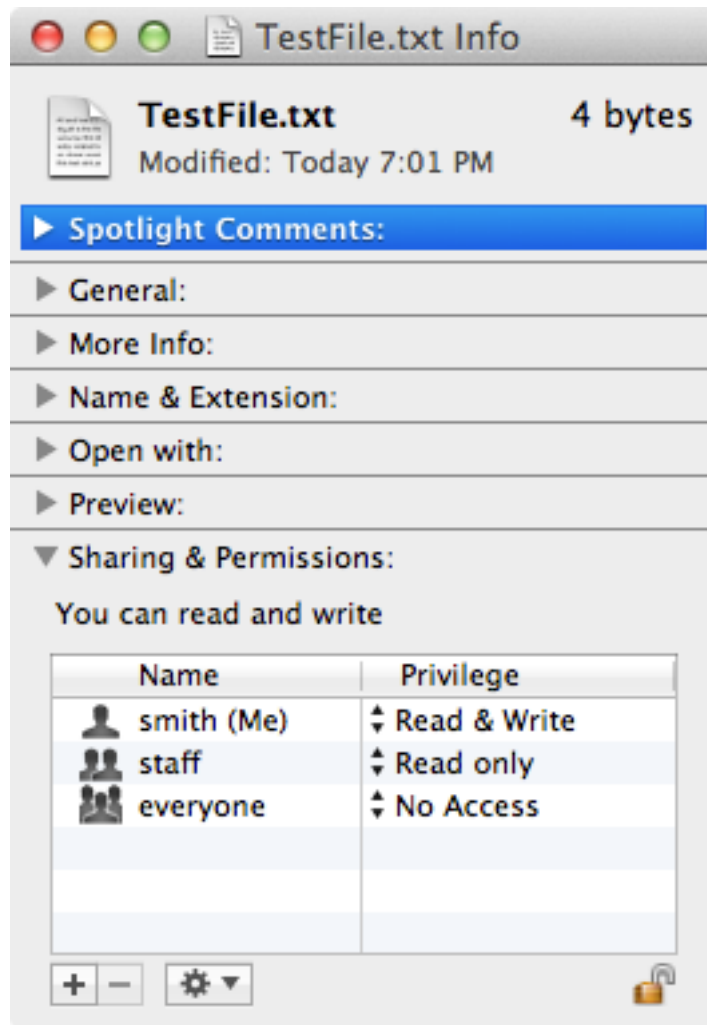 TestFile.txt Info
TestFile.txt 4 bytes
Modified: Today 7:01 PM
Spotlight Comments:
General:
More Info:
Name & Extension:
Open with:
Preview:
Sharing & Permissions:
You can read and write
Name Privilege
smith (Me) Read & Write
staff Read only
everyone No Access